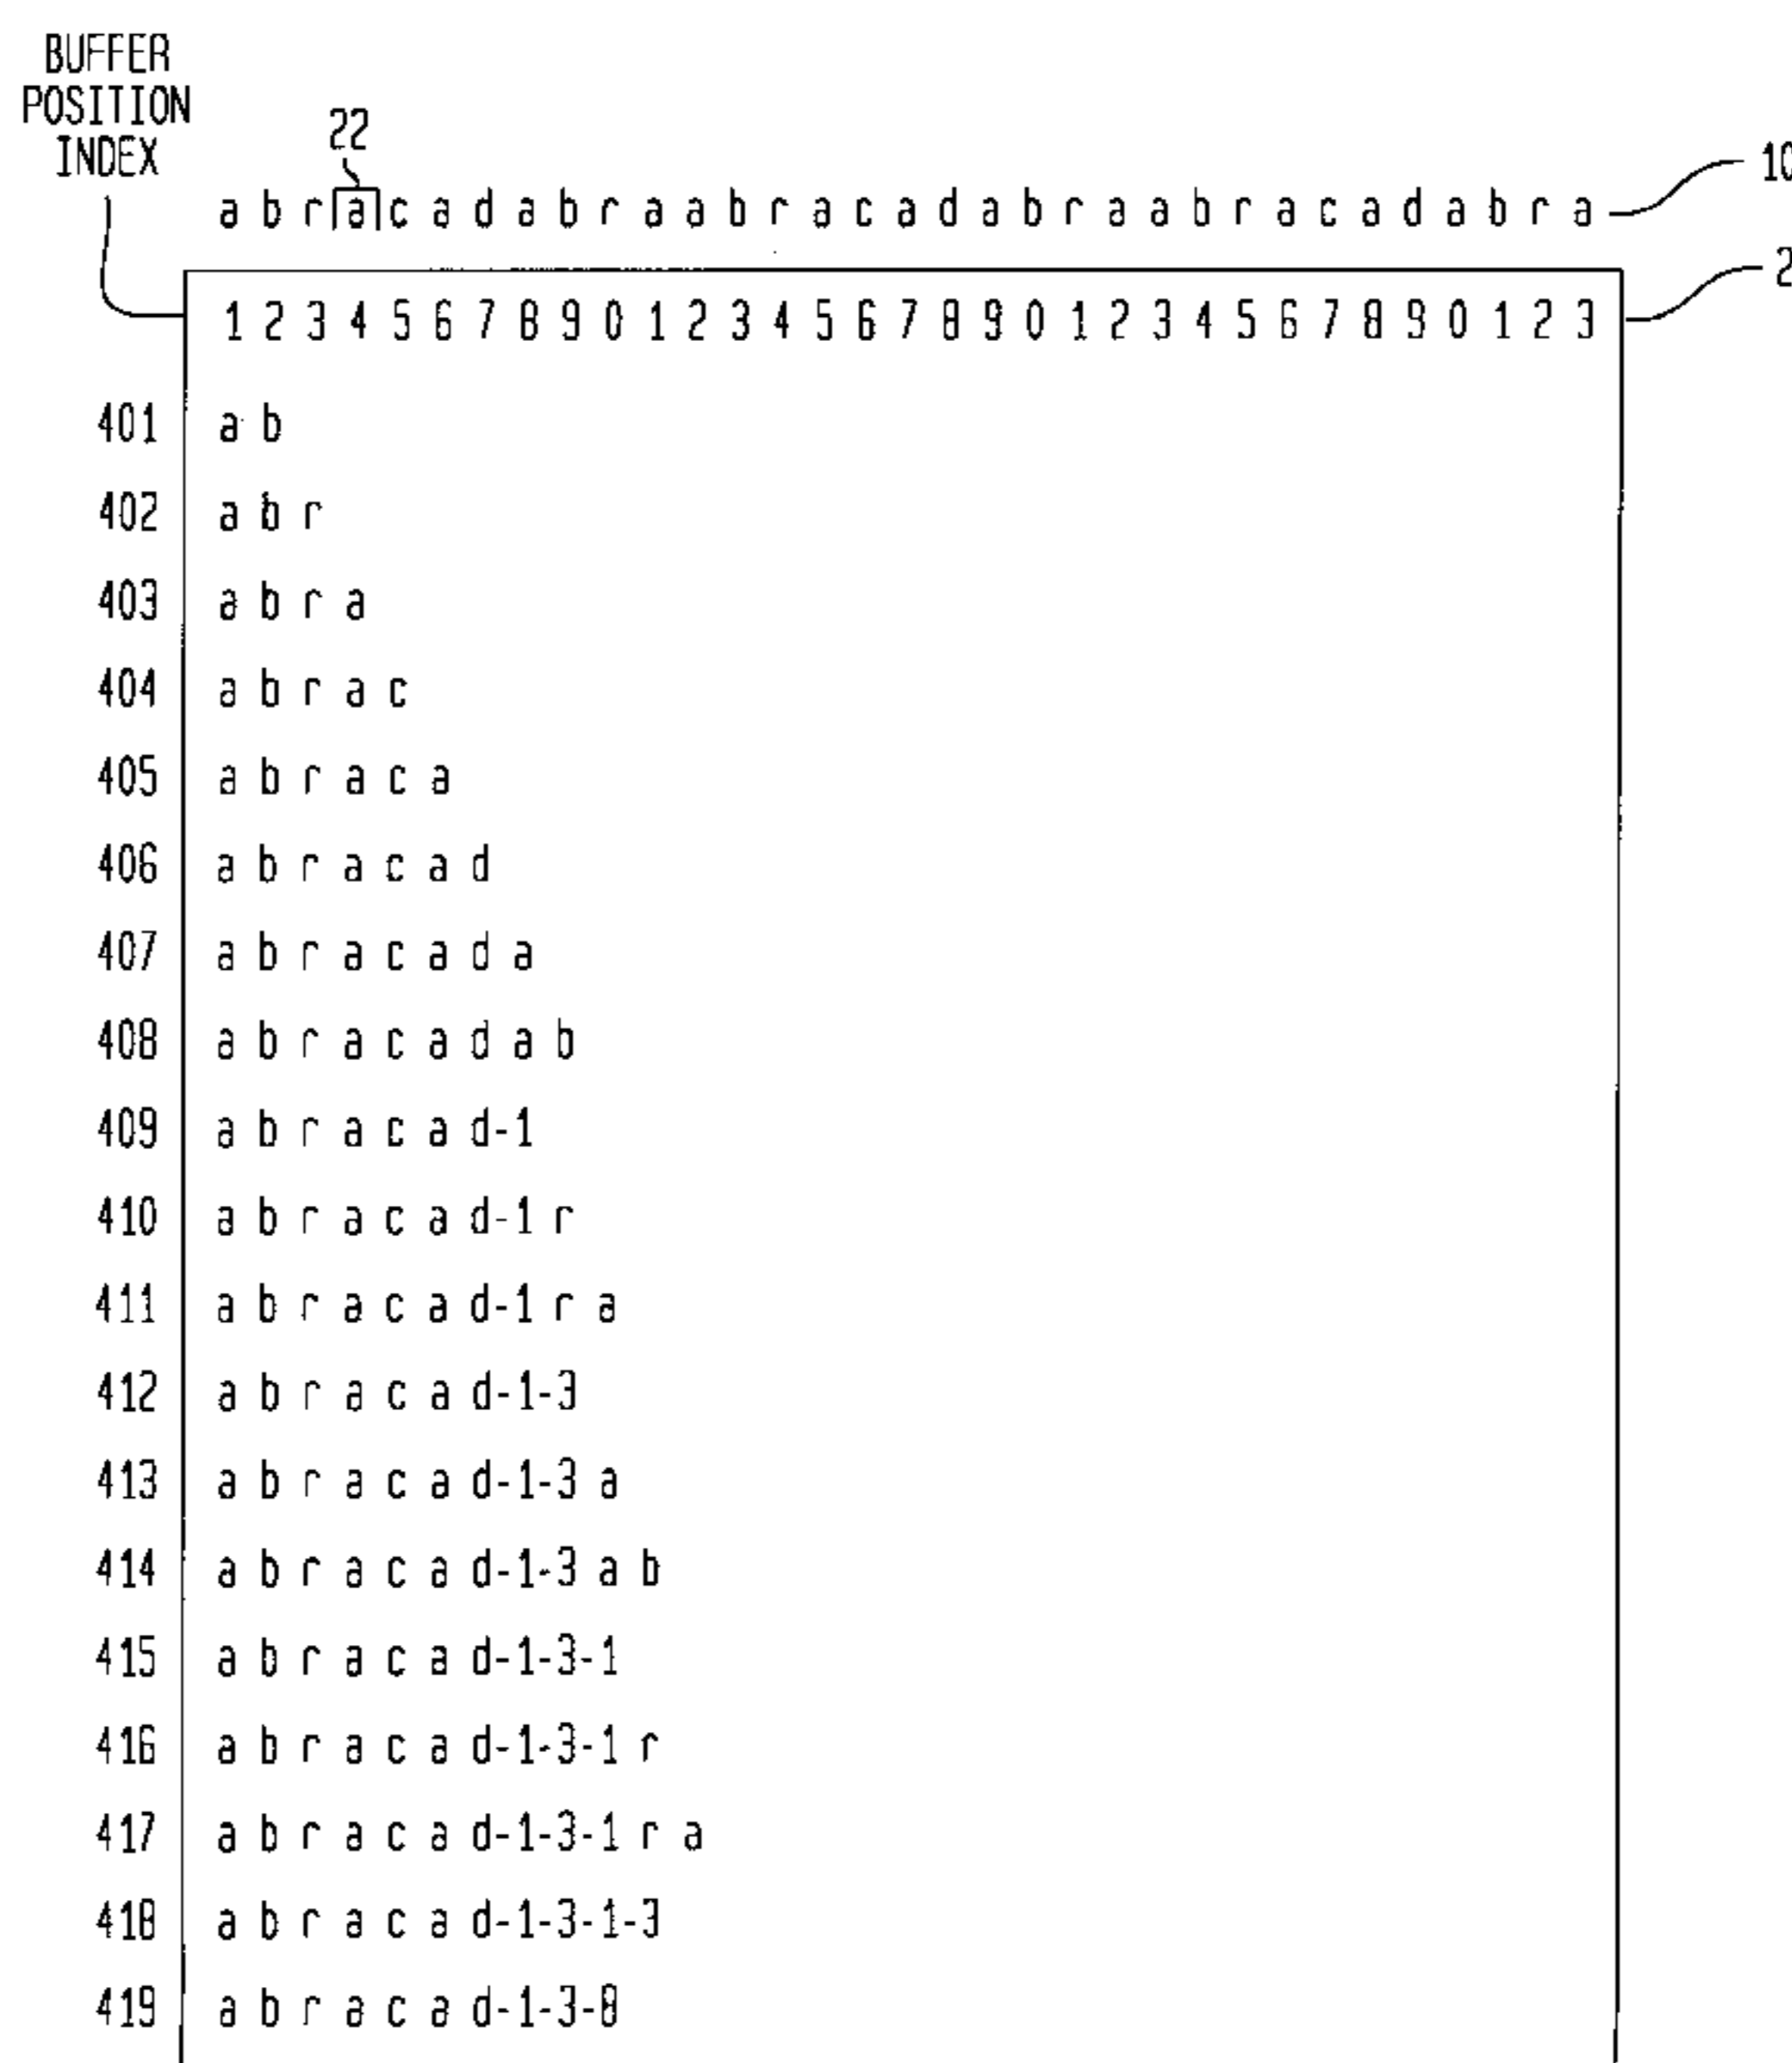 BUFFER
POSITION
INDEX
22
a b r a c a d a b r a a b r a c a d a b r a a b r a c a d a b r a
10
2
1 2 3 4 5 6 7 8 9 0 1 2 3 4 5 6 7 8 9 0 1 2 3 4 5 6 7 8 9 0 1 2 3
401 a b
402 a b r
403 a b r a
404 a b r a c
405 a b r a c a
406 a b r a c a d
407 a b r a c a d a
408 a b r a c a d a b
409 a b r a c a d-1
410 a b r a c a d-1 r
411 a b r a c a d-1 r a
412 a b r a c a d-1-3
413 a b r a c a d-1-3 a
414 a b r a c a d-1-3 a b
415 a b r a c a d-1-3-1
416 a b r a c a d-1-3-1 r
417 a b r a c a d-1-3-1 r a
418 a b r a c a d-1-3-1-3
419 a b r a c a d-1-3-8